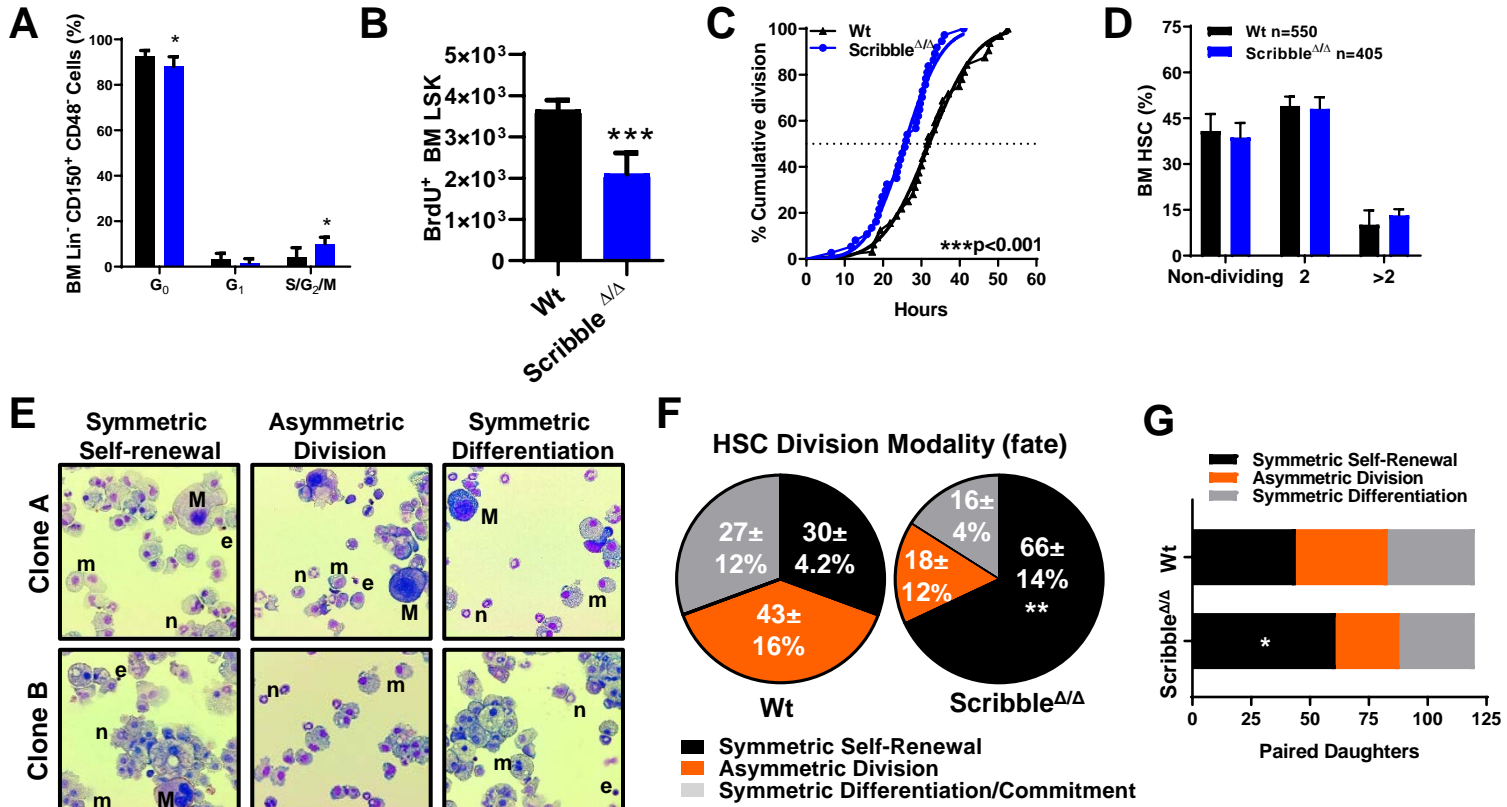 A
BM Lin⁻ CD150⁺ CD48⁻ Cells (%)
100
80
60
40
20
0
*
*
G₀
G₁
S/G₂/M
B
BrdU⁺ BM LSK
5×10³
4×10³
3×10³
2×10³
1×10³
0
***
Wt
Scribble Δ/Δ
C
Wt
Scribble Δ/Δ
% Cumulative division
100
80
60
40
20
0
***p<0.001
0 10 20 30 40 50 60
Hours
D
Wt n=550
Scribble Δ/Δ n=405
BM HSC (%)
75
60
45
30
15
0
Non-dividing
2
>2
E
Symmetric
Self-renewal
Asymmetric
Division
Symmetric
Differentiation
Clone A
M
e
m
n
n
m
e
m
n
M
M
m
n
Clone B
e
n
m
M
n
m
n
m
e
F
HSC Division Modality (fate)
27±
12%
30±
4.2%
43±
16%
Wt
16±
4%
18±
12%
66±
14%
**
Scribble Δ/Δ
Symmetric Self-Renewal
Asymmetric Division
Symmetric Differentiation/Commitment
G
Symmetric Self-Renewal
Asymmetric Division
Symmetric Differentiation
Wt
Scribble Δ/Δ
*
0 25 50 75 100 125
Paired Daughters